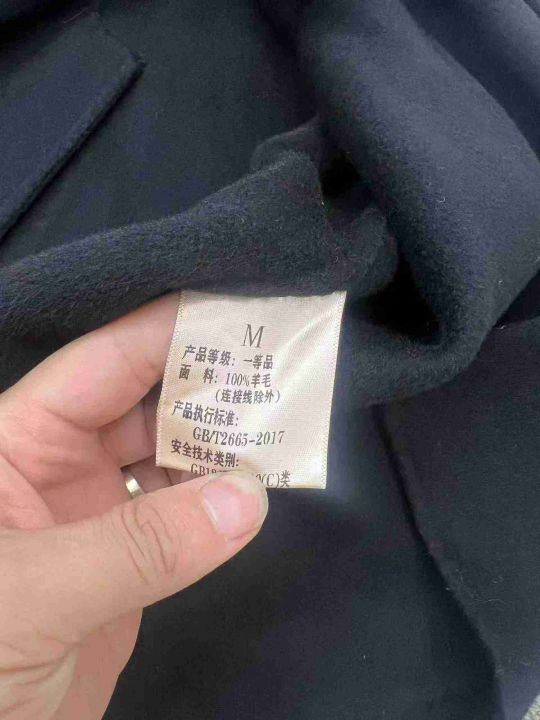 M
产品等级: 一等品
面 料: 100%羊毛
(连接线除外)
产品执行标准:
GB/T2665-2017
安全技术类别:
(C)类